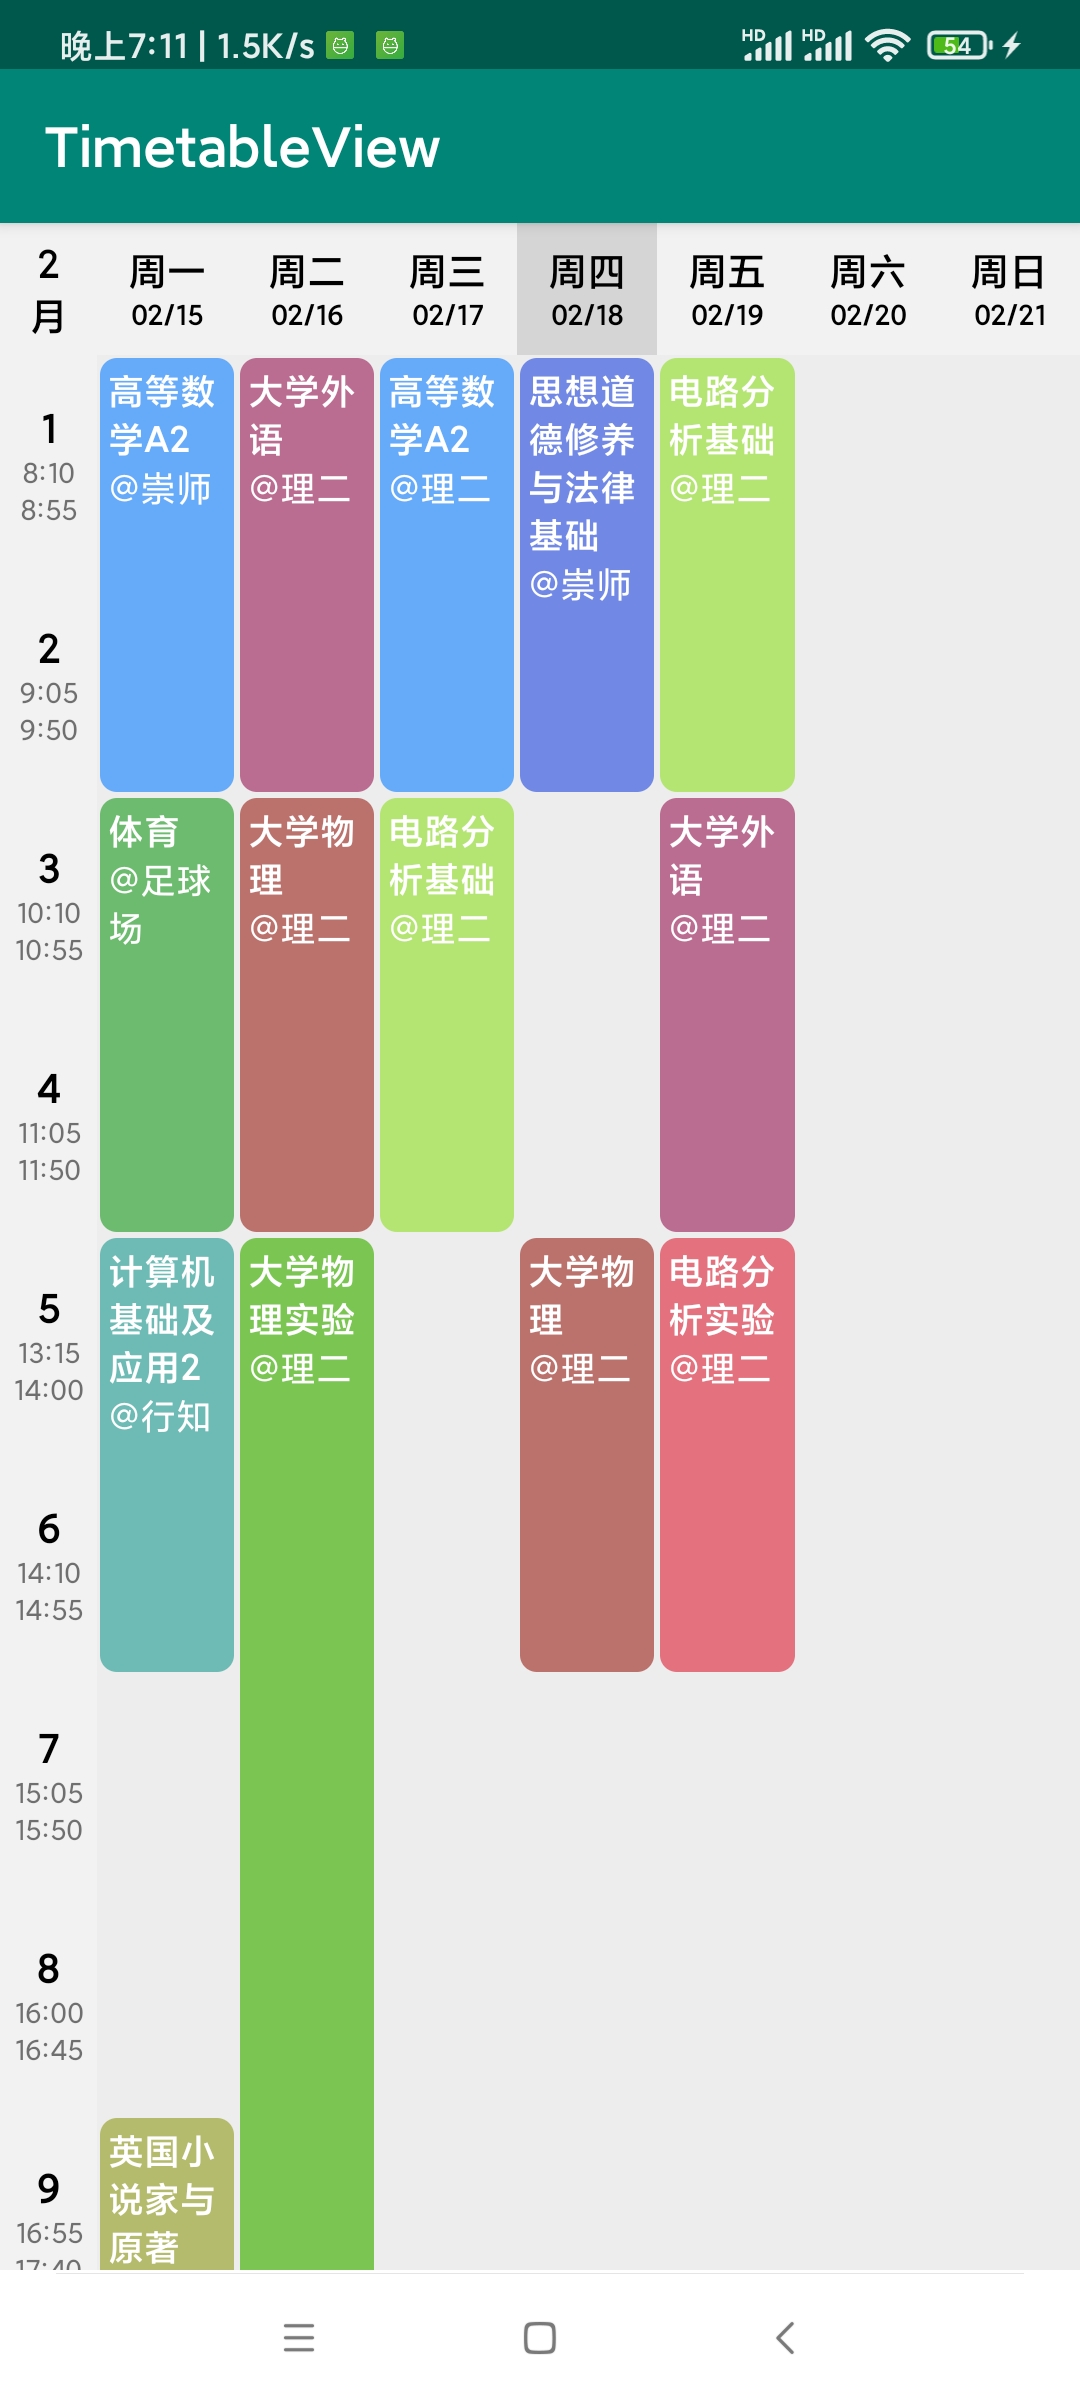 晚上7:11 | 1.5K/s
HD HD 54
TimetableView
2
月
周一 周二 周三 周四 周五 周六 周日
02/15 02/16 02/17 02/18 02/19 02/20 02/21
1
8:10
8:55
高等数
学A2
@崇师
大学外
语
@理二
高等数
学A2
@理二
思想道
德修养
与法律
基础
@崇师
电路分
析基础
@理二
2
9:05
9:50
3
10:10
10:55
体育
@足球
场
大学物
理
@理二
电路分
析基础
@理二
大学外
语
@理二
4
11:05
11:50
5
13:15
14:00
计算机
基础及
应用2
@行知
大学物
理实验
@理二
大学物
理
@理二
电路分
析实验
@理二
6
14:10
14:55
7
15:05
15:50
8
16:00
16:45
9
16:55
17:40
英国小
说家与
原著